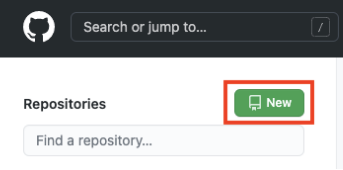 Search or jump to... /
Repositories New
Find a repository...